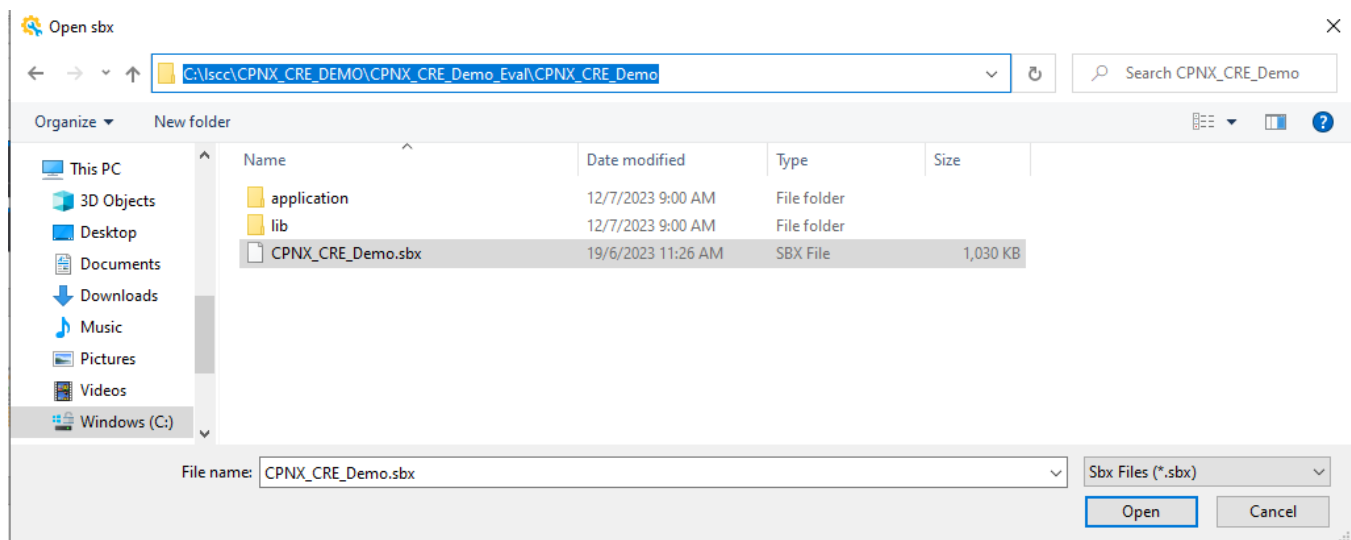 Open sbx
C:\lscc\CPNX_CRE_DEMO\CPNX_CRE_Demo_Eval\CPNX_CRE_Demo
Search CPNX_CRE_Demo
Organize
New folder
?
Name Date modified Type Size
This PC
3D Objects
Desktop
Documents
Downloads
Music
Pictures
Videos
Windows (C:)
application 12/7/2023 9:00 AM File folder
lib 12/7/2023 9:00 AM File folder
CPNX_CRE_Demo.sbx 19/6/2023 11:26 AM SBX File 1,030 KB
File name: CPNX_CRE_Demo.sbx
Sbx Files (*.sbx)
Open
Cancel